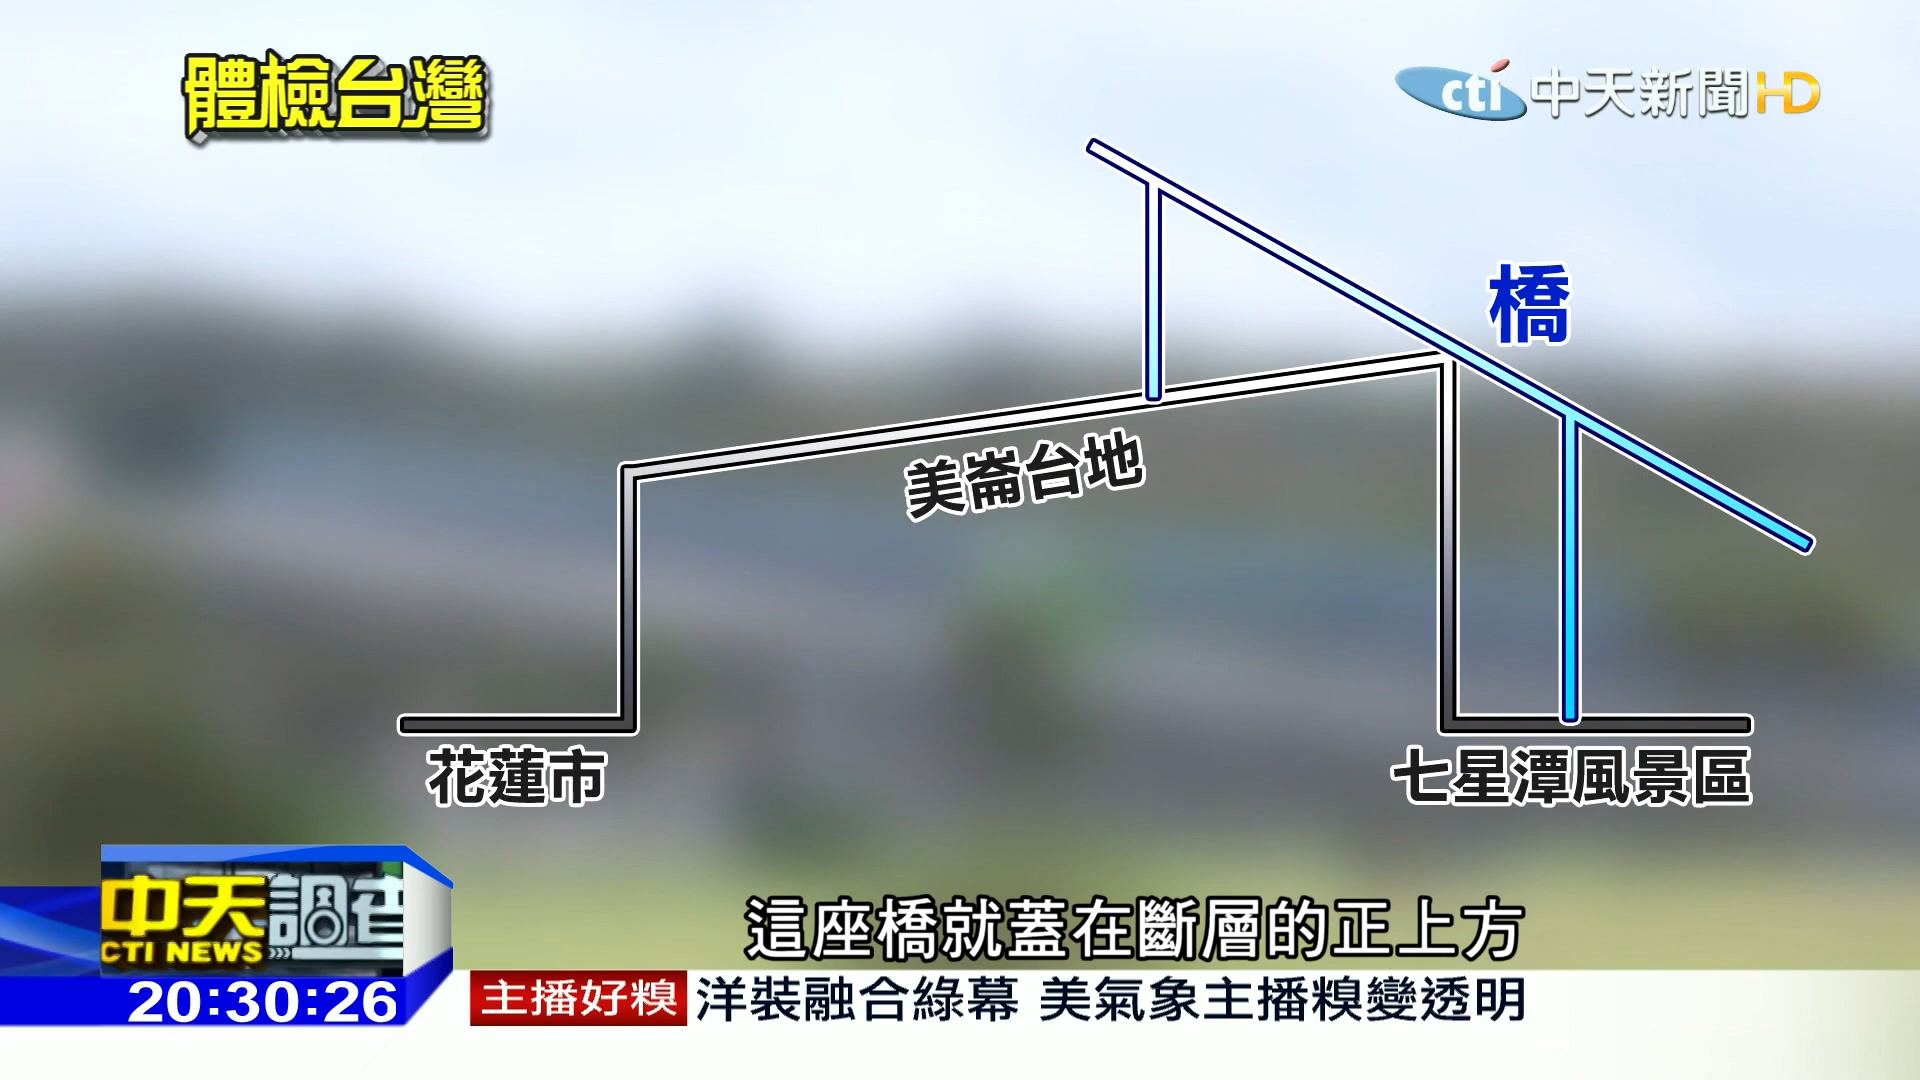 體檢台灣
cti 中天新聞HD
橋
美崙台地
花蓮市
七星潭風景區
中天調查
CTI NEWS
這座橋就蓋在斷層的正上方
20:30:26
主播好糗 洋裝融合綠幕 美氣象主播糗變透明